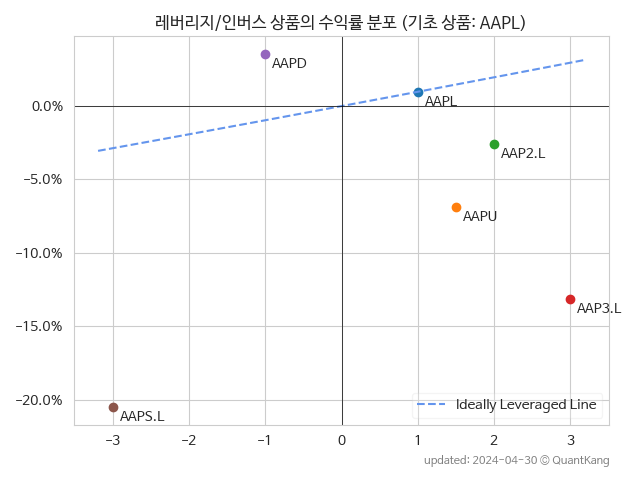 레버리지/인버스 상품의 수익률 분포 (기초 상품: AAPL)
AAPD
0.0%
AAPL
AAP2.L
−5.0%
AAPU
−10.0%
AAP3.L
−15.0%
−20.0%
AAPS.L
Ideally Leveraged Line
−3 −2 −1 0 1 2 3
updated: 2024-04-30 © QuantKang